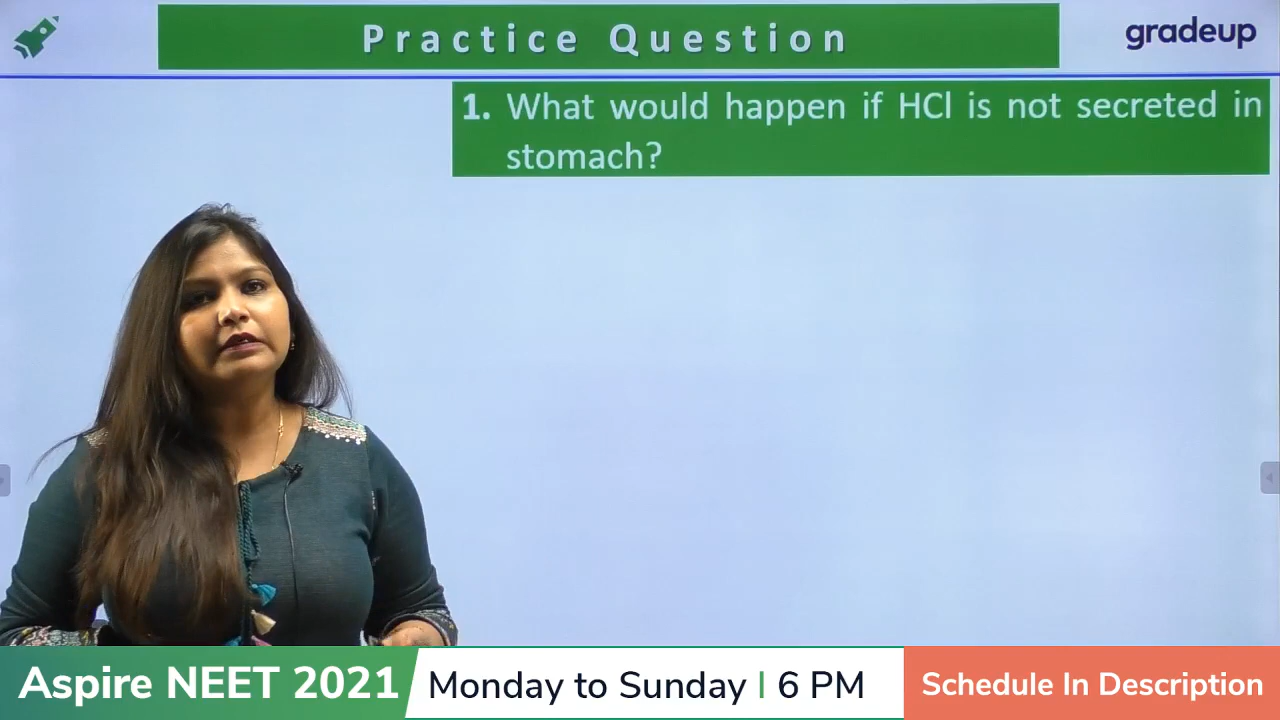 Practice Question
gradeup
1. What would happen if HCl is not secreted in
stomach?
Aspire NEET 2021
Monday to Sunday I 6 PM
Schedule In Description